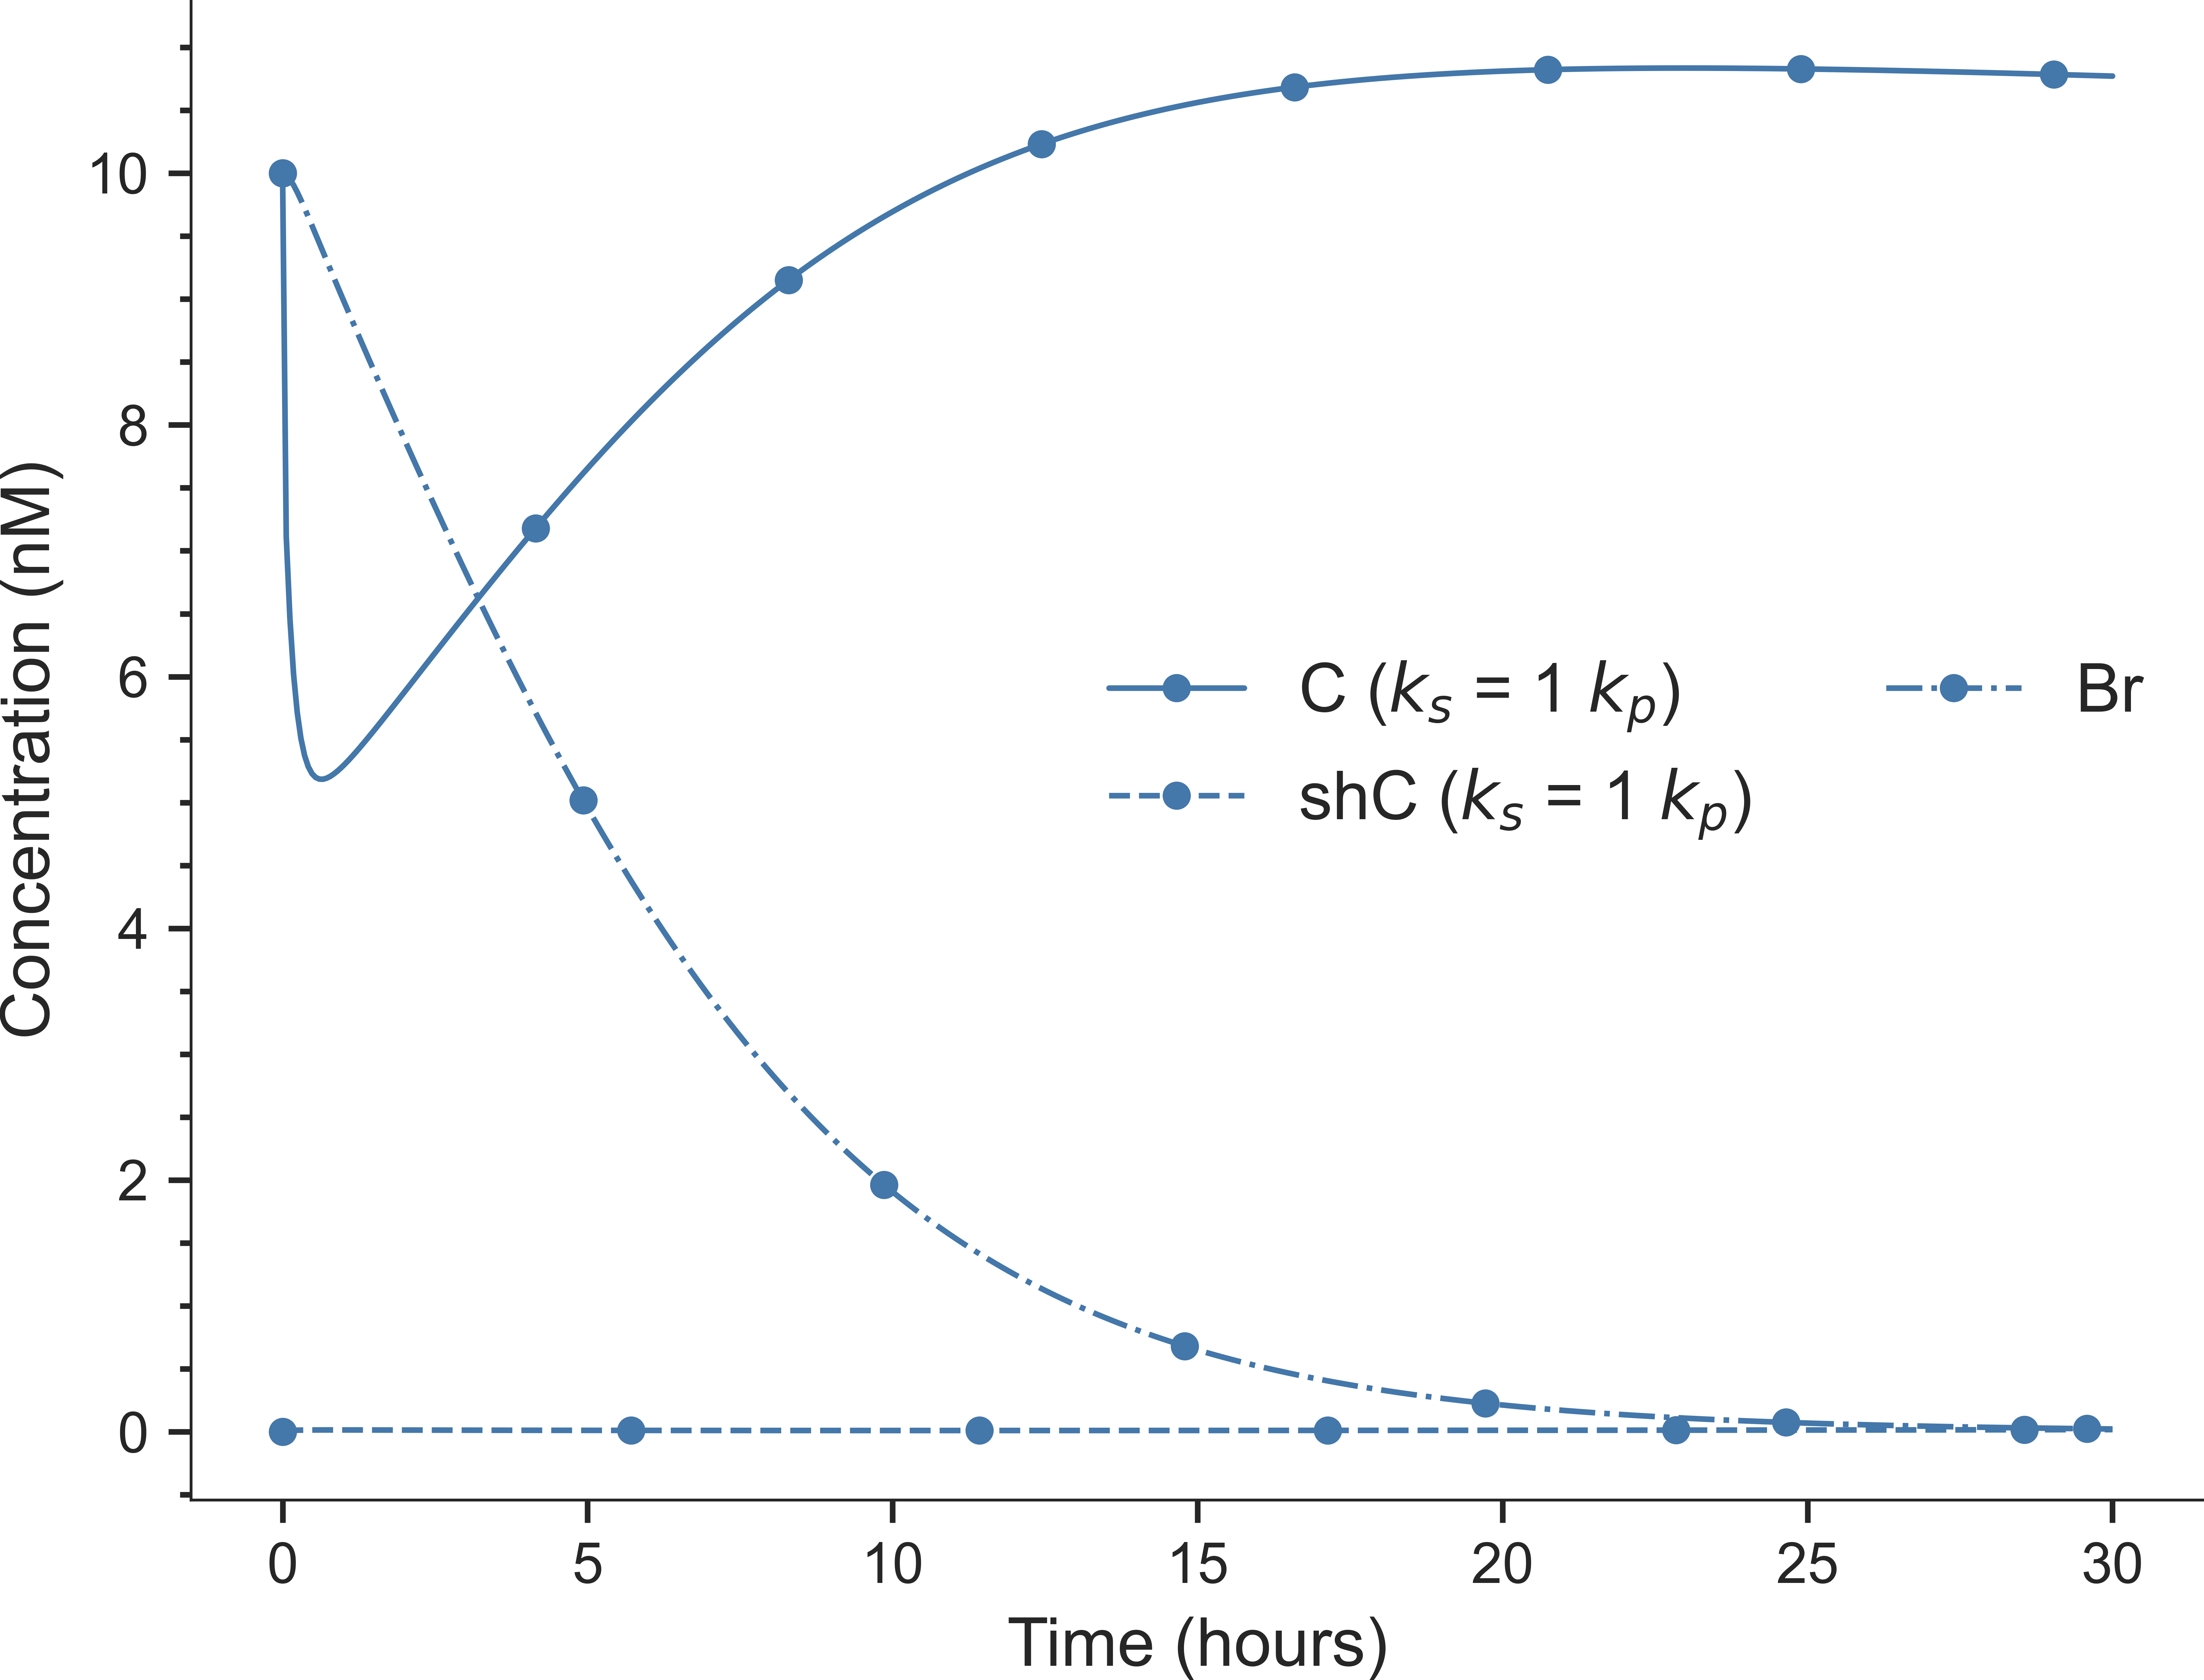 Concentration (nM)
10
8
6
4
2
0
C (kₛ = 1 kₚ)
shC (kₛ = 1 kₚ)
Br
0 5 10 15 20 25 30
Time (hours)